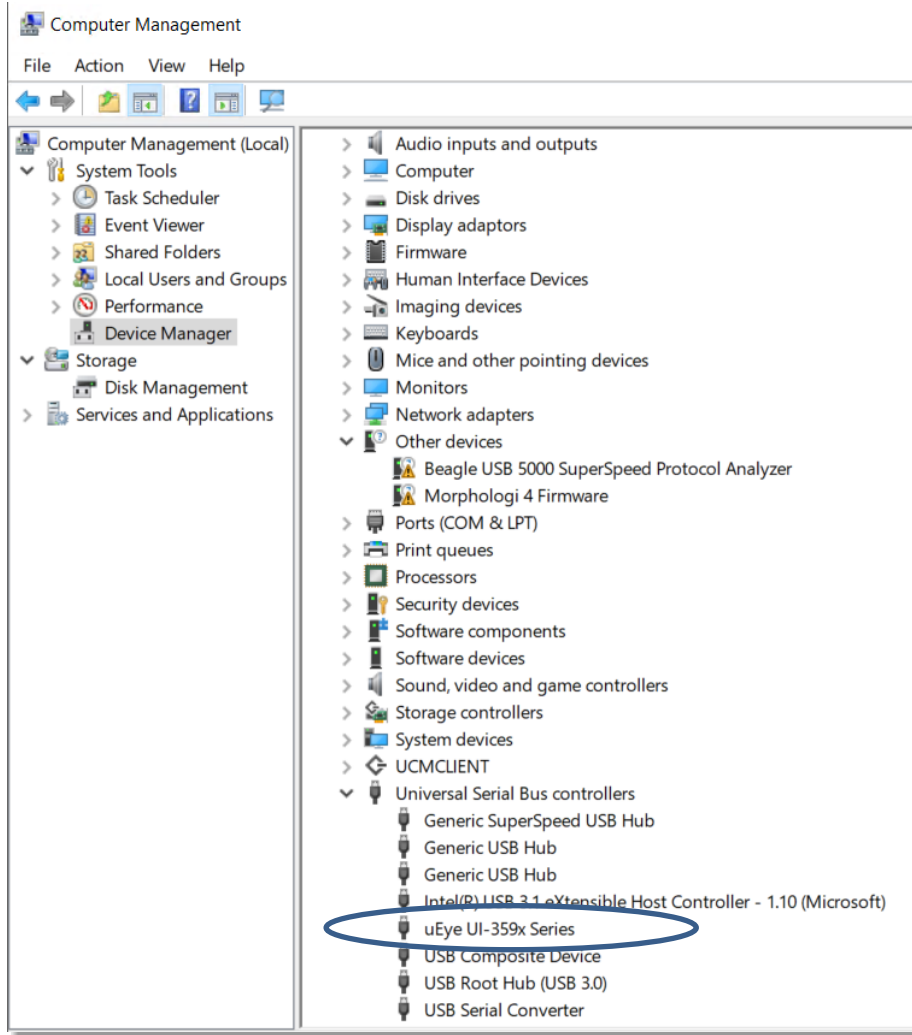 Computer Management
File Action View Help
Computer Management (Local)
System Tools
Task Scheduler
Event Viewer
Shared Folders
Local Users and Groups
Performance
Device Manager
Storage
Disk Management
Services and Applications
Audio inputs and outputs
Computer
Disk drives
Display adaptors
Firmware
Human Interface Devices
Imaging devices
Keyboards
Mice and other pointing devices
Monitors
Network adapters
Other devices
Beagle USB 5000 SuperSpeed Protocol Analyzer
Morphologi 4 Firmware
Ports (COM & LPT)
Print queues
Processors
Security devices
Software components
Software devices
Sound, video and game controllers
Storage controllers
System devices
UCMCLIENT
Universal Serial Bus controllers
Generic SuperSpeed USB Hub
Generic USB Hub
Generic USB Hub
Intel(R) USB 3.1 eXtensible Host Controller - 1.10 (Microsoft)
uEye UI-359x Series
USB Composite Device
USB Root Hub (USB 3.0)
USB Serial Converter